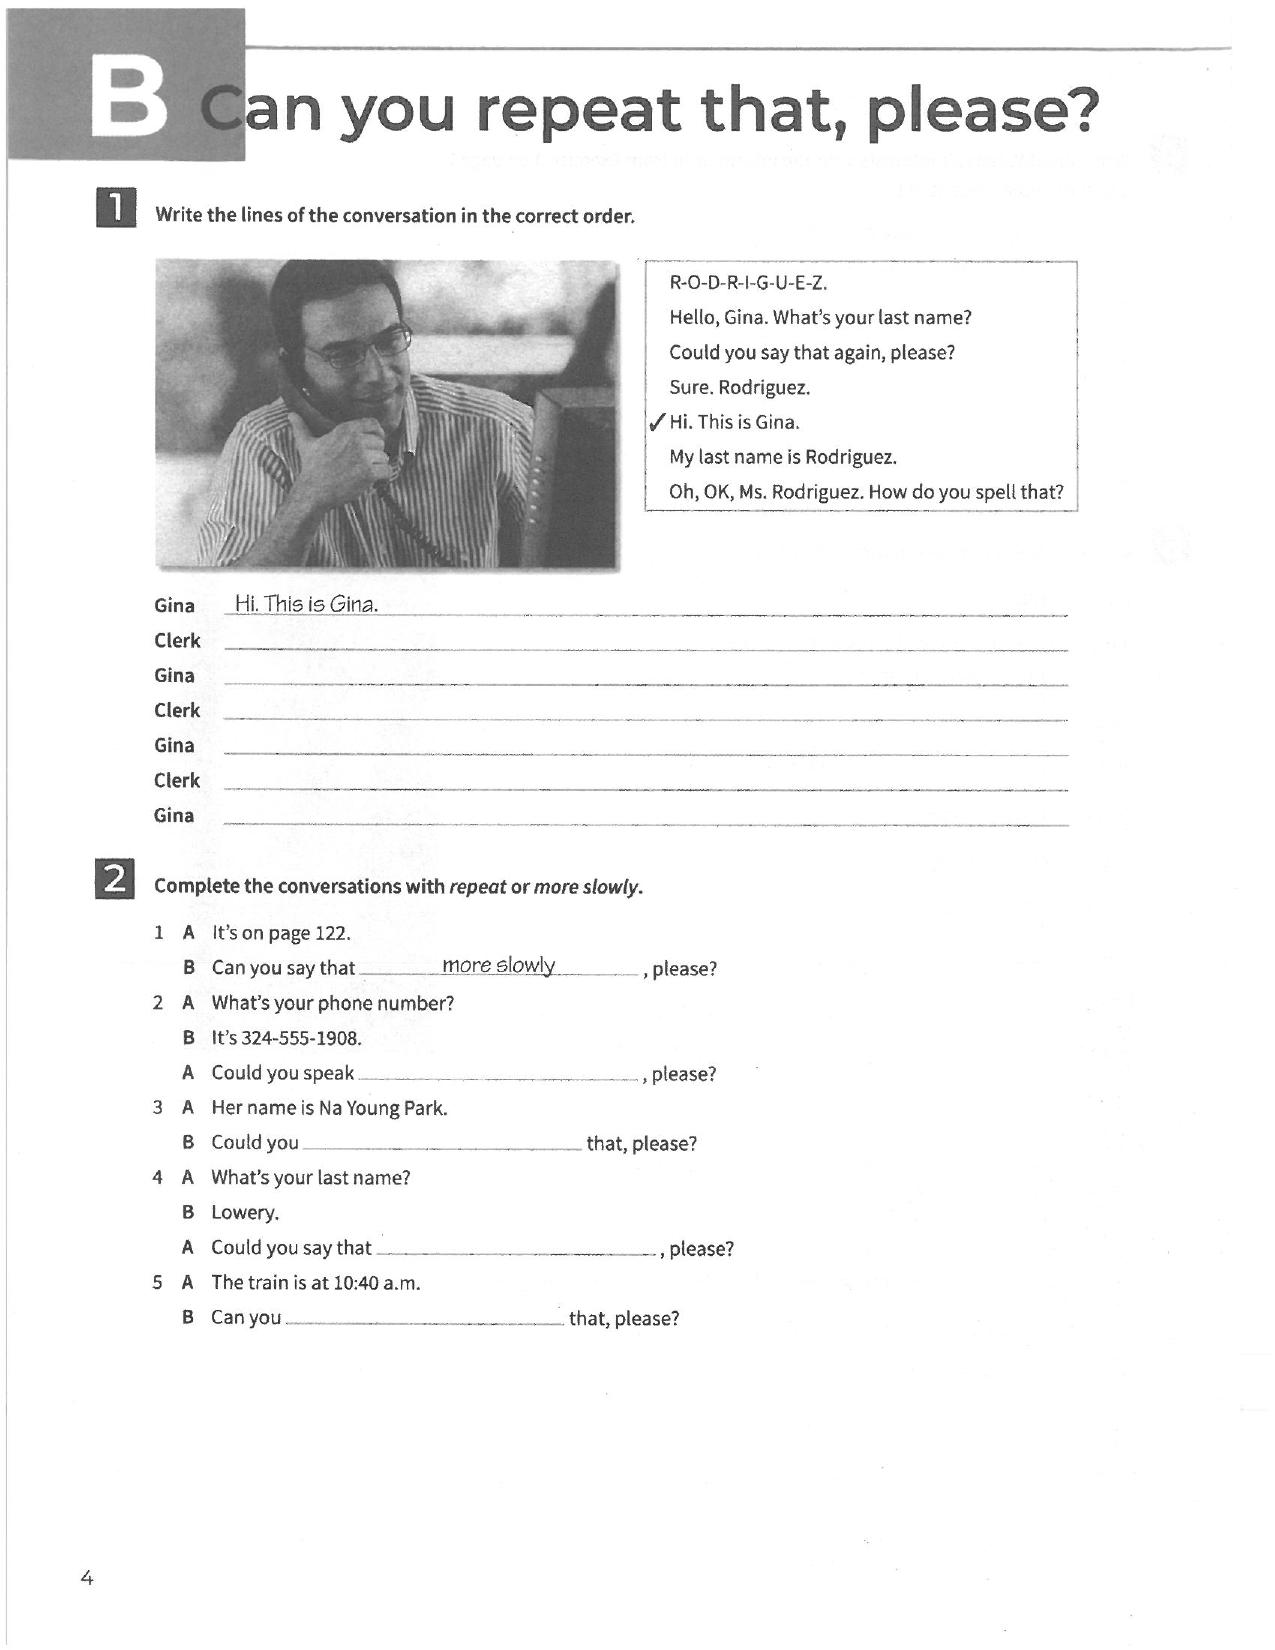 B Can you repeat that, please?
1 Write the lines of the conversation in the correct order.
R-O-D-R-I-G-U-E-Z.
Hello, Gina. What's your last name?
Could you say that again, please?
Sure. Rodriguez.
✓ Hi. This is Gina.
My last name is Rodriguez.
Oh, OK, Ms. Rodriguez. How do you spell that?
Gina Hi. This is Gina.
Clerk
Gina
Clerk
Gina
Clerk
Gina
2 Complete the conversations with repeat or more slowly.
1 A It's on page 122.
B Can you say that more slowly, please?
2 A What's your phone number?
B It's 324-555-1908.
A Could you speak , please?
3 A Her name is Na Young Park.
B Could you that, please?
4 A What's your last name?
B Lowery.
A Could you say that , please?
5 A The train is at 10:40 a.m.
B Can you that, please?
4